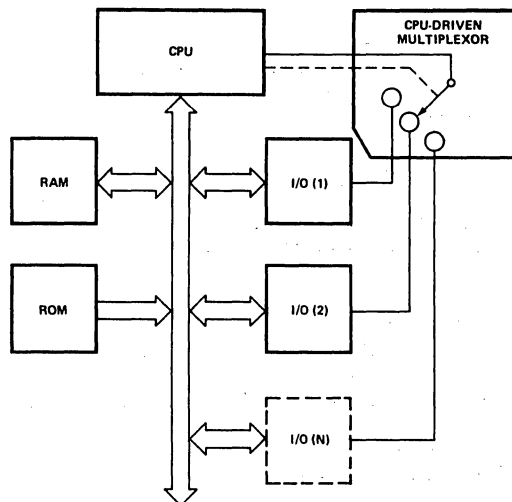 CPU
CPU-DRIVEN
MULTIPLEXOR
RAM
I/O (1)
ROM
I/O (2)
I/O (N)